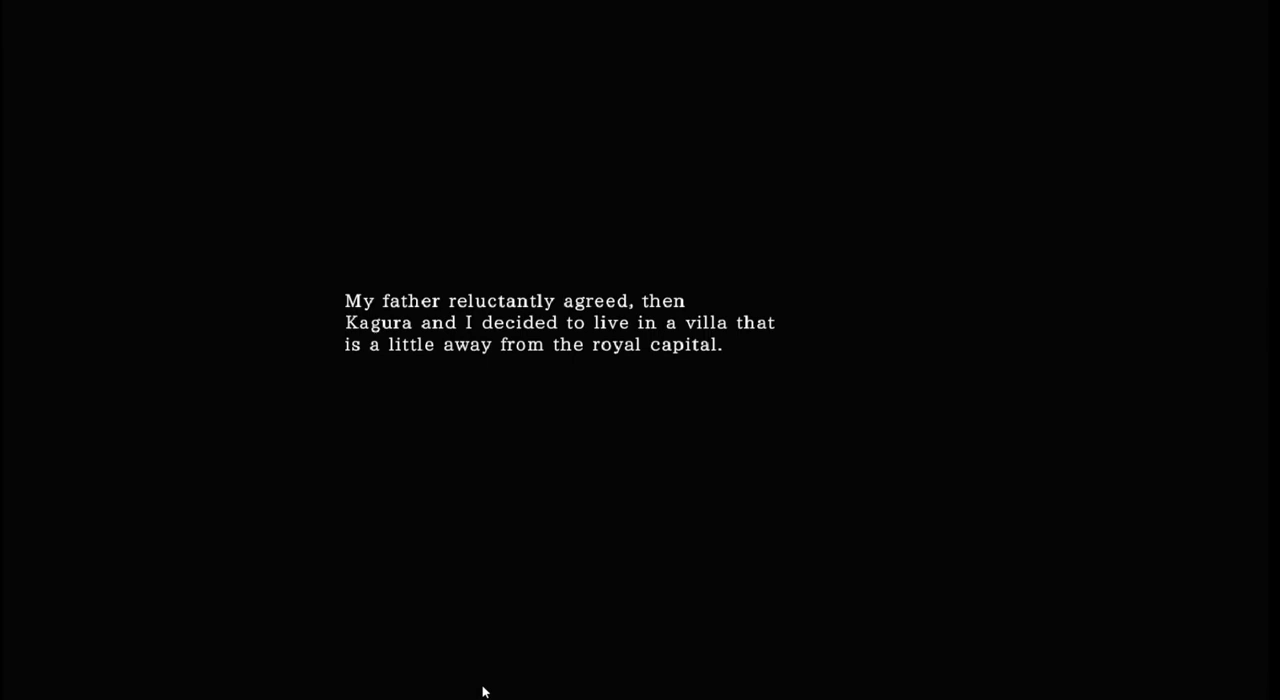 My father reluctantly agreed, then
Kagura and I decided to live in a villa that
is a little away from the royal capital.